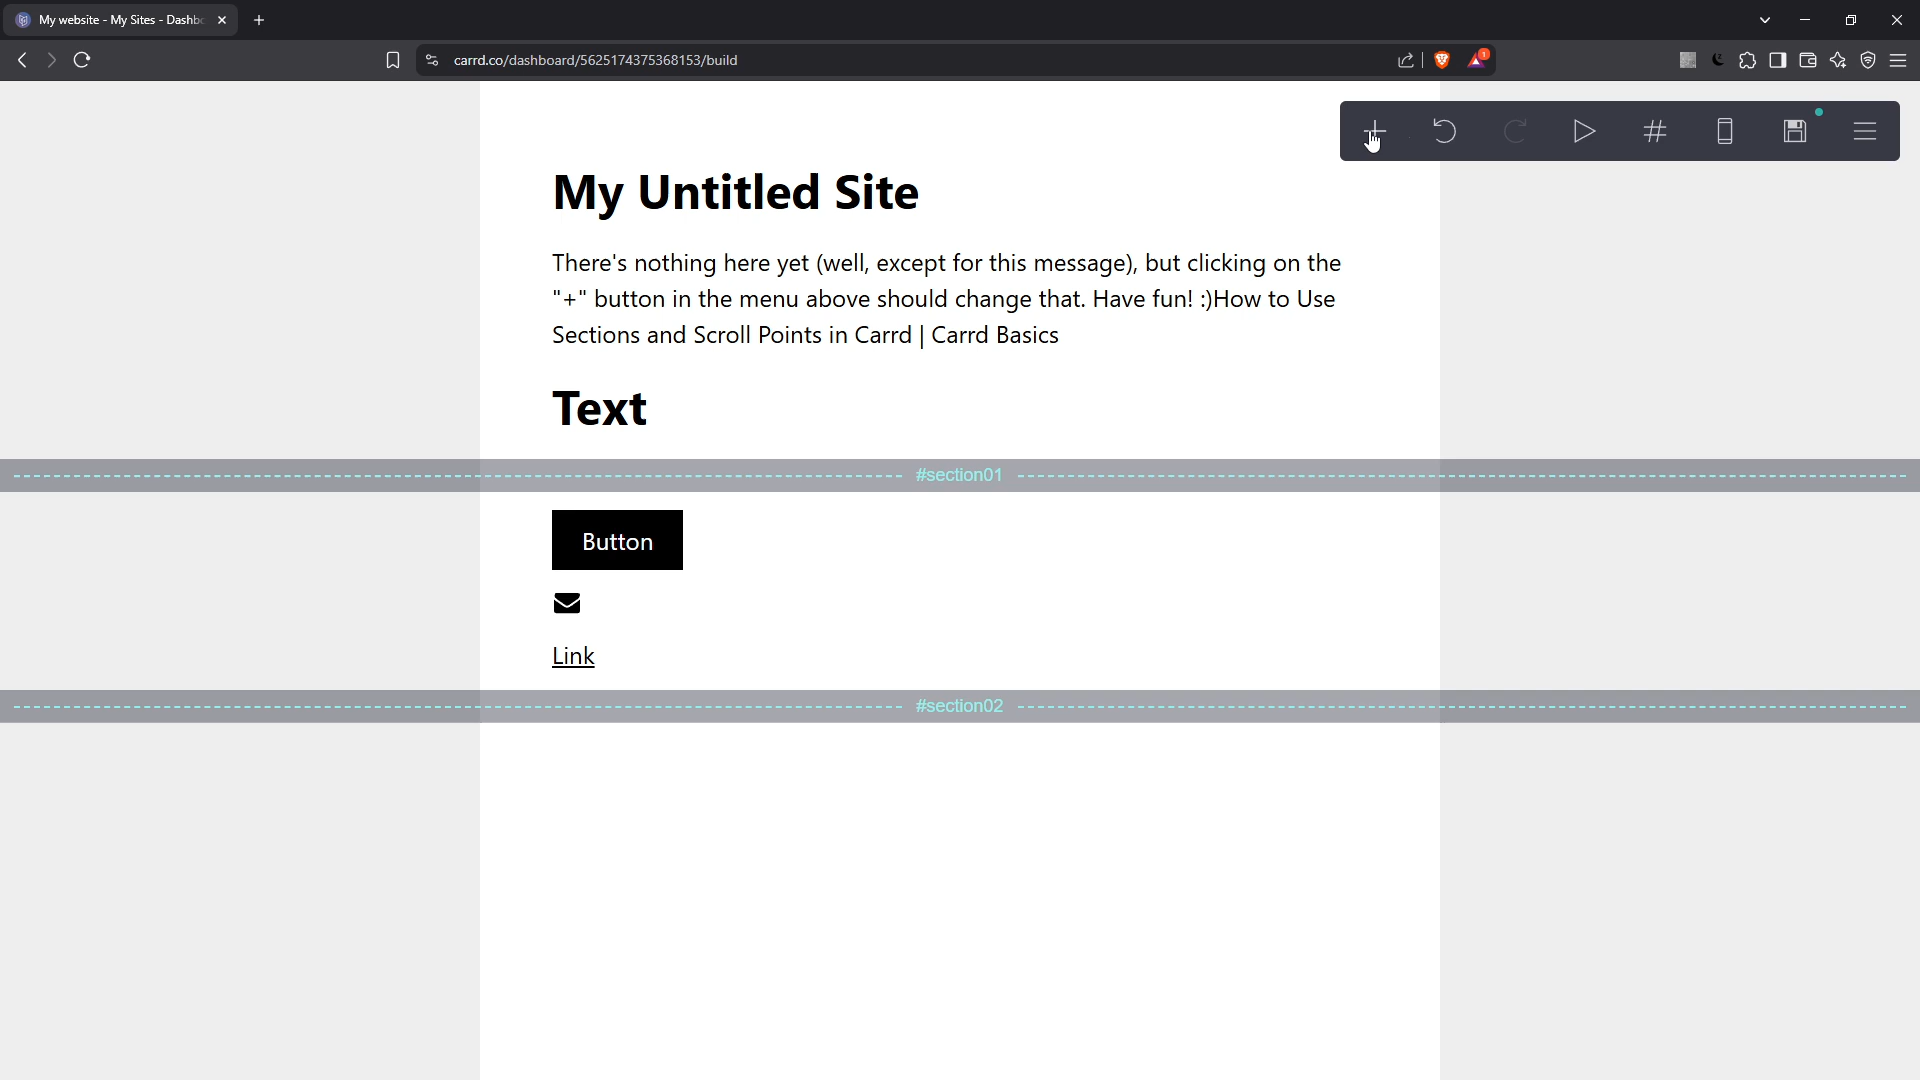 My website - My Sites - Dashb
carrd.co/dashboard/5625174375368153/build
1
My Untitled Site
There's nothing here yet (well, except for this message), but clicking on the
"+" button in the menu above should change that. Have fun! :)How to Use
Sections and Scroll Points in Carrd | Carrd Basics
Text
#section01
Button
Link
#section02